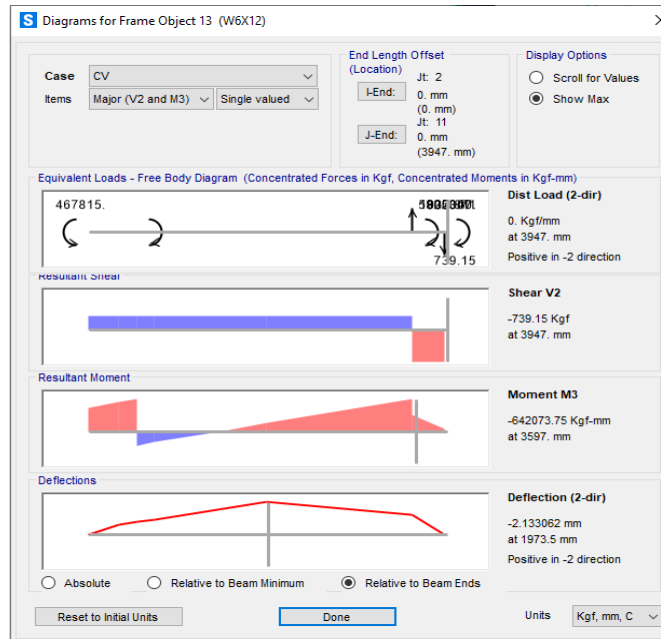 S Diagrams for Frame Object 13 (W6X12)
Case CV
Items Major (V2 and M3) Single valued
End Length Offset
(Location)
Jt: 2
I-End: 0. mm
(0. mm)
Jt: 11
J-End: 0. mm
(3947. mm)
Display Options
Scroll for Values
Show Max
Equivalent Loads - Free Body Diagram (Concentrated Forces in Kgf, Concentrated Moments in Kgf-mm)
467815.
739.15
Dist Load (2-dir)
0. Kgf/mm
at 3947. mm
Positive in -2 direction
Resultant Shear
Shear V2
-739.15 Kgf
at 3947. mm
Resultant Moment
Moment M3
-642073.75 Kgf-mm
at 3597. mm
Deflections
Deflection (2-dir)
-2.133062 mm
at 1973.5 mm
Positive in -2 direction
Absolute Relative to Beam Minimum Relative to Beam Ends
Reset to Initial Units Done Units Kgf, mm, C